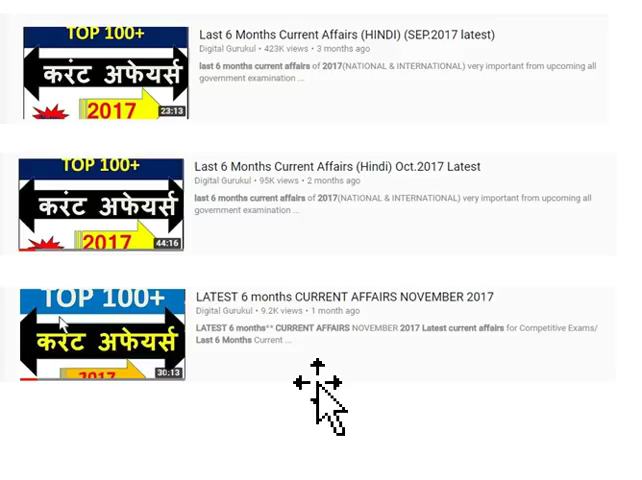 TOP 100+
करंट अफेयर्स
2017
23:13
Last 6 Months Current Affairs (HINDI) (SEP.2017 latest)
Digital Gurukul • 423K views • 3 months ago
last 6 months current affairs of 2017(NATIONAL & INTERNATIONAL) very important from upcoming all
government examination ...
TOP 100+
करंट अफेयर्स
2017
44:16
Last 6 Months Current Affairs (Hindi) Oct.2017 Latest
Digital Gurukul • 95K views • 2 months ago
last 6 months current affairs of 2017(NATIONAL & INTERNATIONAL) very important from upcoming all
government examination ...
TOP 100+
करंट अफेयर्स
2017
30:13
LATEST 6 months CURRENT AFFAIRS NOVEMBER 2017
Digital Gurukul • 9.2K views • 1 month ago
LATEST 6 months** CURRENT AFFAIRS NOVEMBER 2017 Latest current affairs for Competitive Exams/
Last 6 Months Current ...